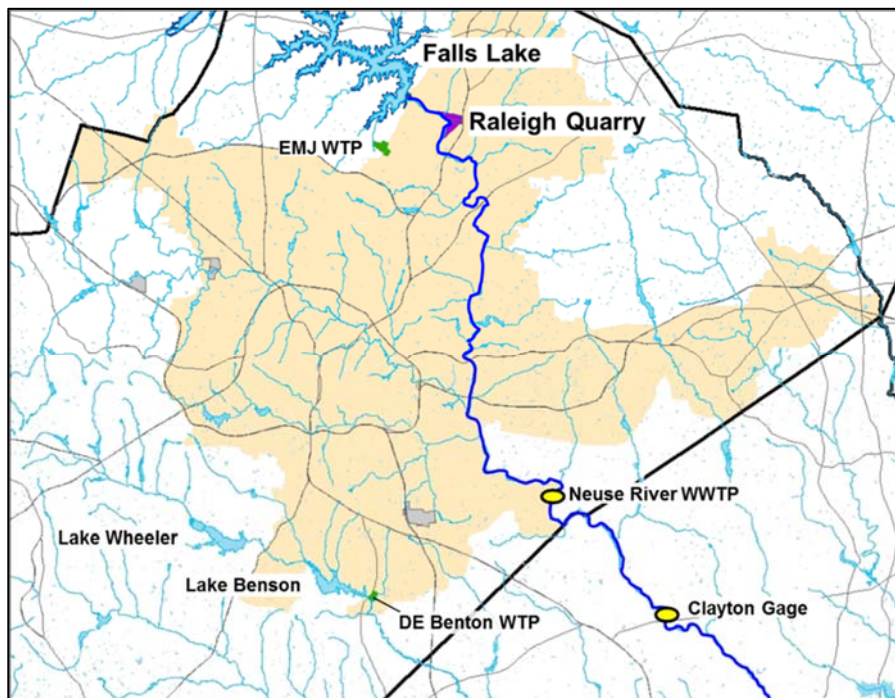 Falls Lake
Raleigh Quarry
EMJ WTP
Neuse River WWTP
Lake Wheeler
Lake Benson
Clayton Gage
DE Benton WTP